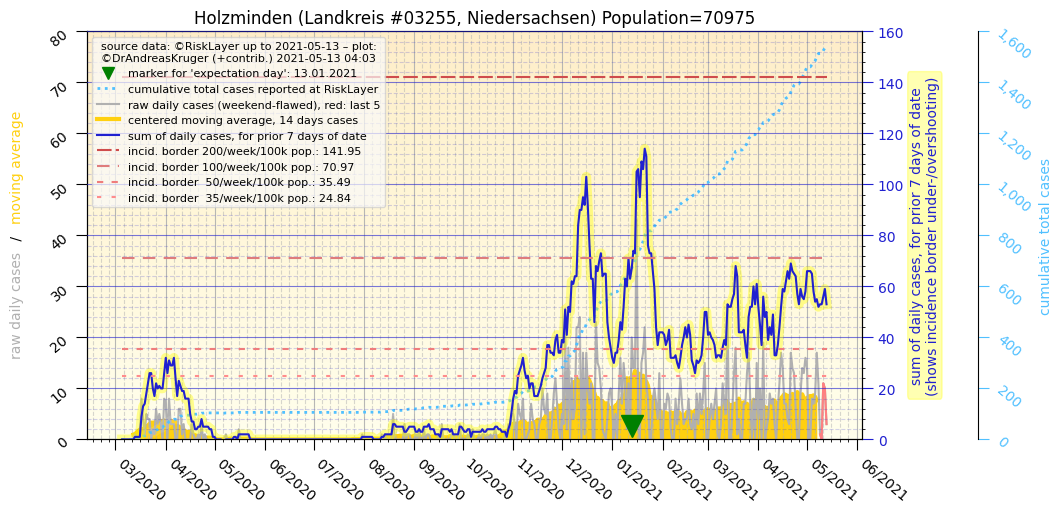 Holzminden (Landkreis #03255, Niedersachsen) Population=70975
source data: ©RiskLayer up to 2021-05-13 – plot:
©DrAndreasKruger (+contrib.) 2021-05-13 04:03
marker for 'expectation day': 13.01.2021
cumulative total cases reported at RiskLayer
raw daily cases (weekend-flawed), red: last 5
centered moving average, 14 days cases
sum of daily cases, for prior 7 days of date
incid. border 200/week/100k pop.: 141.95
incid. border 100/week/100k pop.: 70.97
incid. border  50/week/100k pop.: 35.49
incid. border  35/week/100k pop.: 24.84
raw daily cases / moving average
80
70
60
50
40
30
20
10
0
03/2020
04/2020
05/2020
06/2020
07/2020
08/2020
09/2020
10/2020
11/2020
12/2020
01/2021
02/2021
03/2021
04/2021
05/2021
06/2021
160
140
120
100
80
60
40
20
0
sum of daily cases, for prior 7 days of date
(shows incidence border under-/overshooting)
1,600
1,400
1,200
1,000
800
600
400
200
0
cumulative total cases